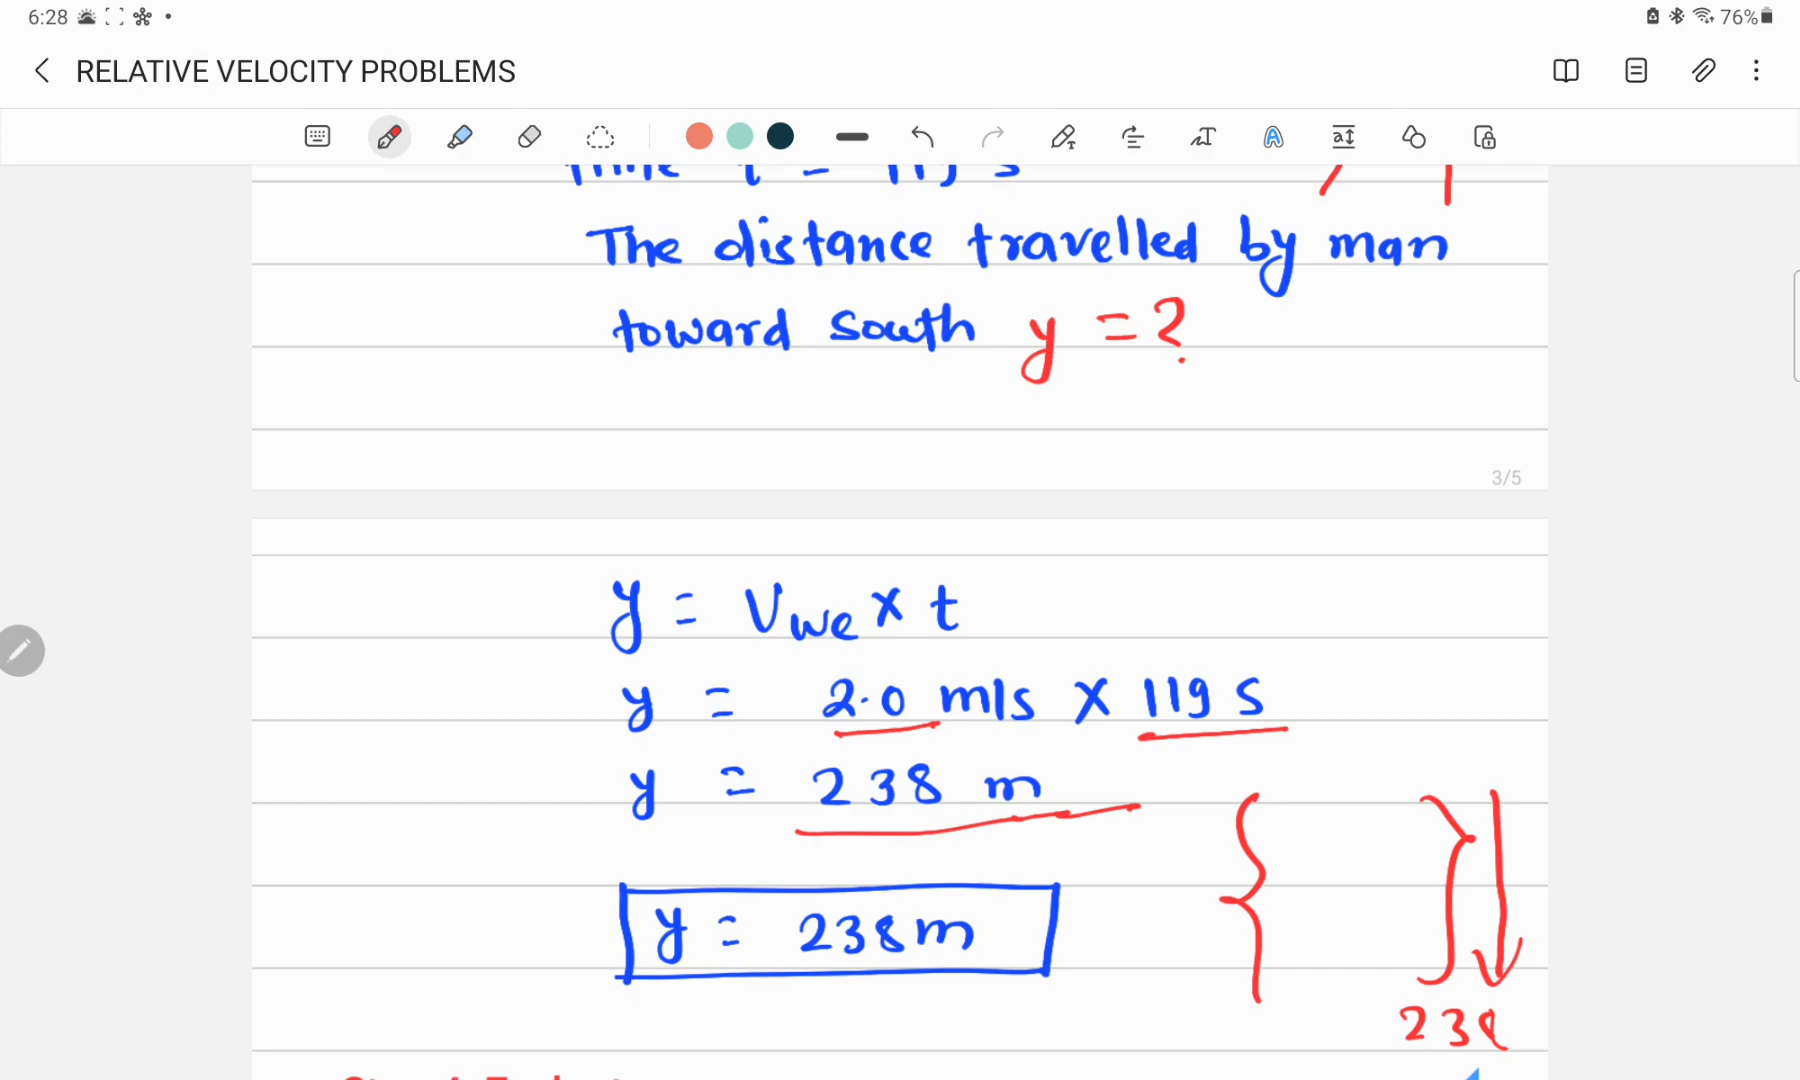 6:28 76%
RELATIVE VELOCITY PROBLEMS
The distance travelled by man
toward south y = ?
3/5
y = Vwe × t
y = 2.0 m/s × 119 s
y = 238 m
y = 238m
238